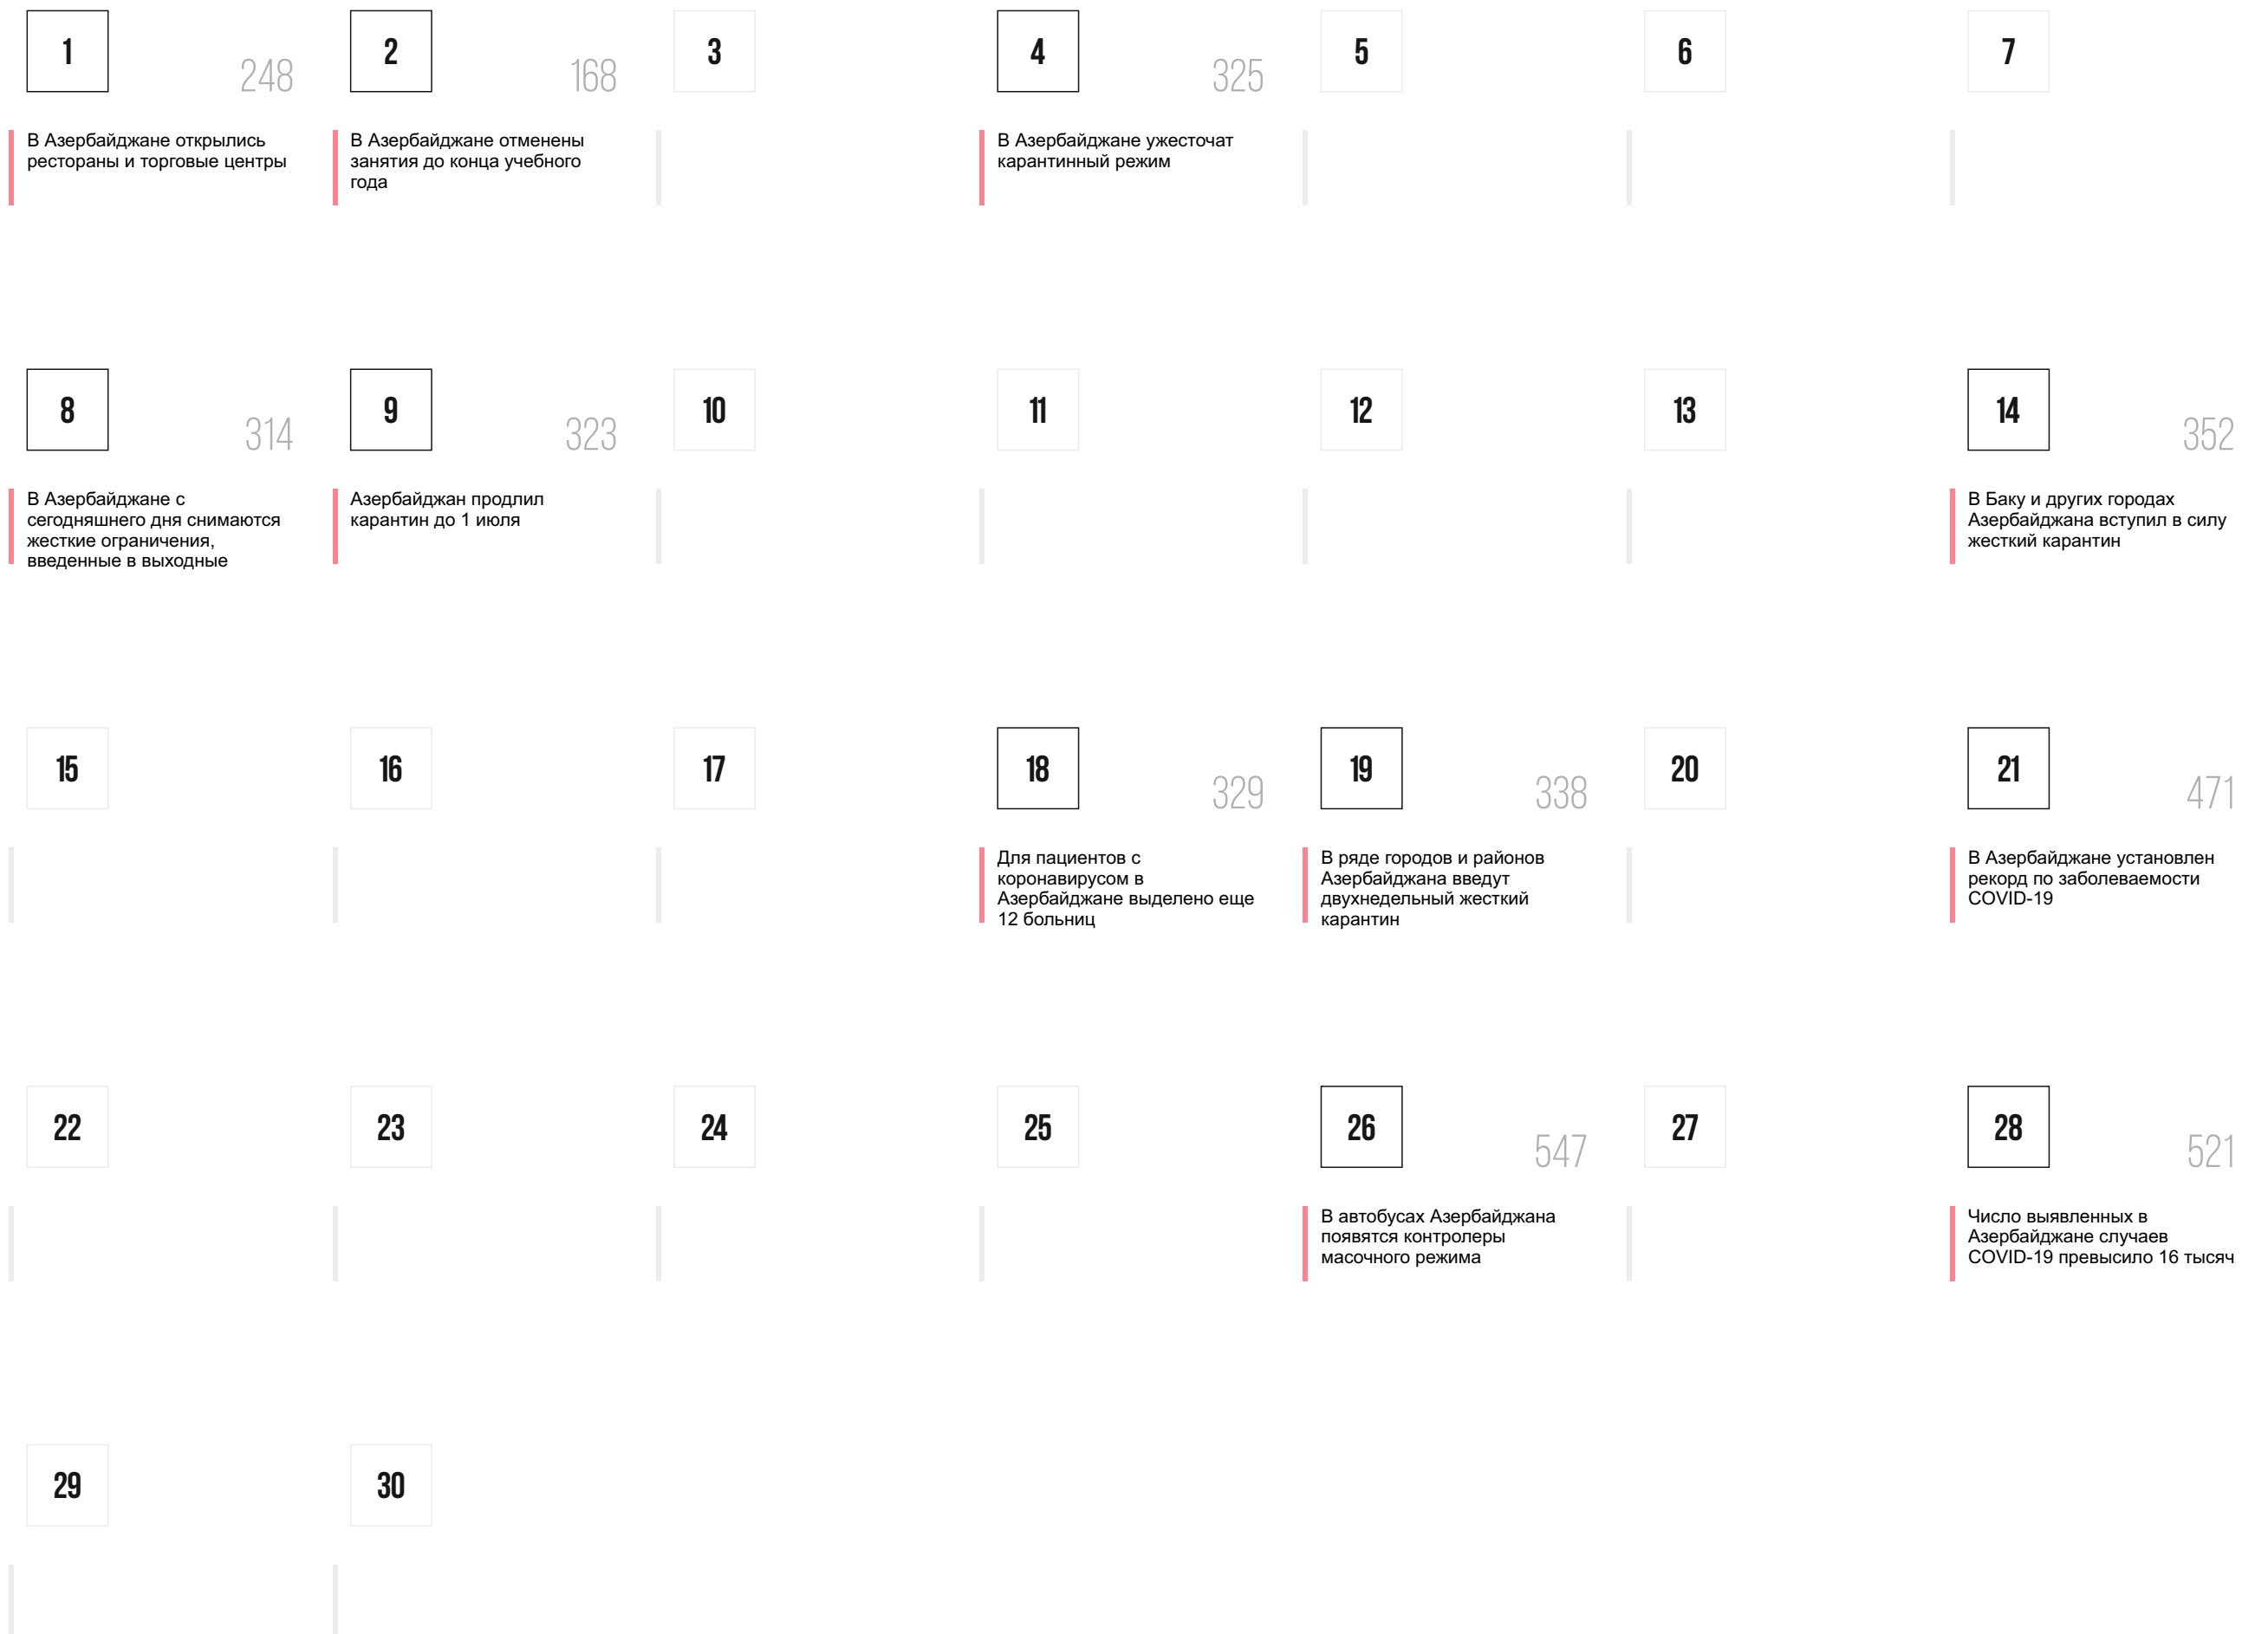 1
248
В Азербайджане открылись
рестораны и торговые центры
2
168
В Азербайджане отменены
занятия до конца учебного
года
3
4
325
В Азербайджане ужесточат
карантинный режим
5
6
7
8
314
В Азербайджане с
сегодняшнего дня снимаются
жесткие ограничения,
введенные в выходные
9
323
Азербайджан продлил
карантин до 1 июля
10
11
12
13
14
352
В Баку и других городах
Азербайджана вступил в силу
жесткий карантин
15
16
17
18
329
Для пациентов с
коронавирусом в
Азербайджане выделено еще
12 больниц
19
338
В ряде городов и районов
Азербайджана введут
двухнедельный жесткий
карантин
20
21
471
В Азербайджане установлен
рекорд по заболеваемости
COVID-19
22
23
24
25
26
547
В автобусах Азербайджана
появятся контролеры
масочного режима
27
28
521
Число выявленных в
Азербайджане случаев
COVID-19 превысило 16 тысяч
29
30